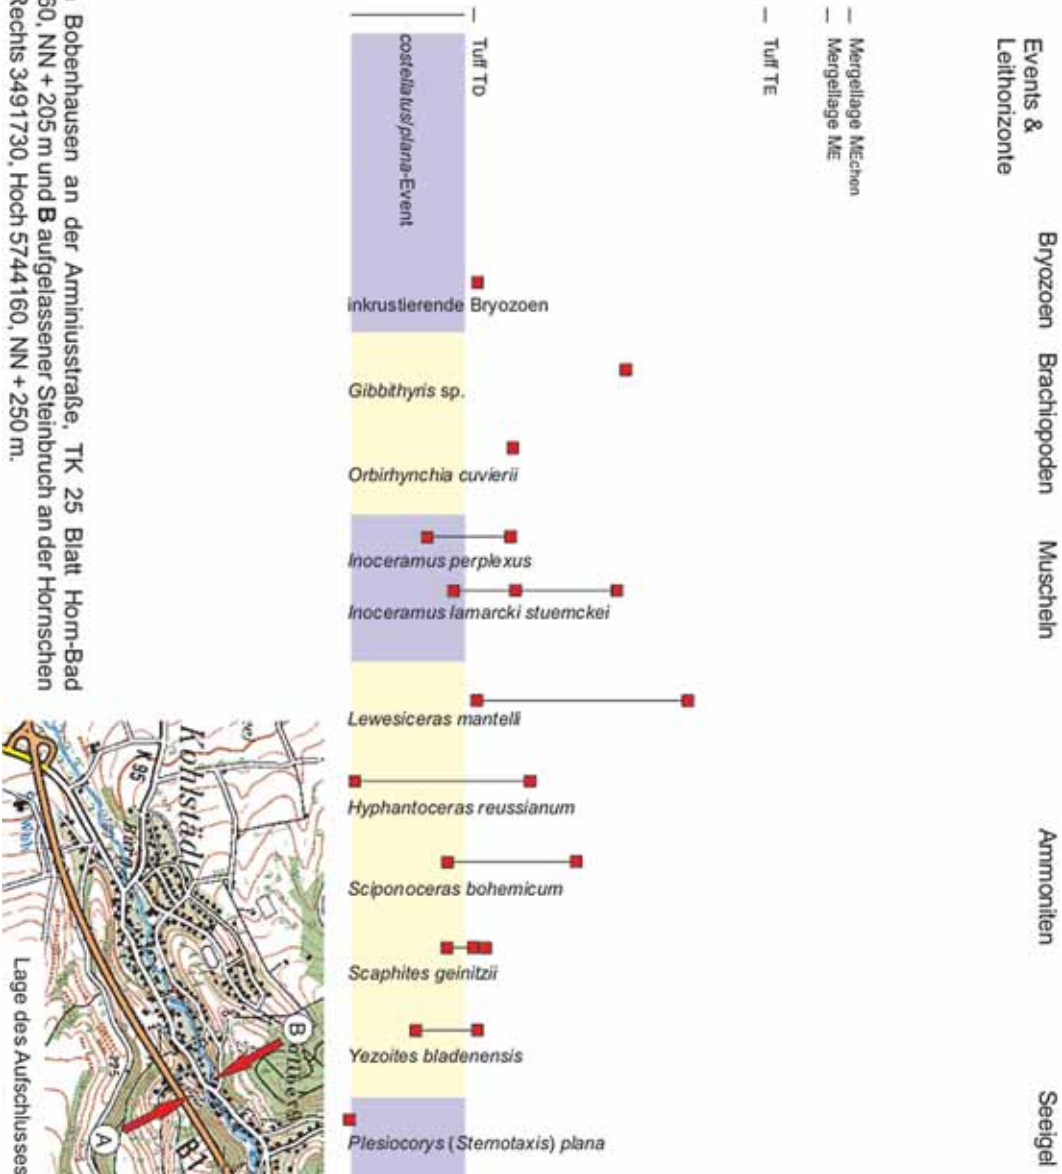 Events &
Leithorizonte
Bryozoen
Brachiopoden
Muscheln
Ammoniten
Seeigel
Mergellage MEchen
Mergellage ME
Tuff TE
Tuff TD
costellatus/plana-Event
inkrustierende Bryozoen
Gibbithyris sp.
Orbirhynchia cuvierii
Inoceramus perplexus
Inoceramus lamarcki stuemckei
Lewesiceras mantelli
Hyphantoceras reussianum
Sciponoceras bohemicum
Scaphites geinitzii
Yezoites bladenensis
Plesiocorys (Sternotaxis) plana
Bobenhausen an der Arminiusstraße, TK 25 Blatt Horn-Bad
60, NN + 205 m und B aufgelassener Steinbruch an der Hornschen
Rechts 3491730, Hoch 5744160, NN + 250 m.
Kohlstädt
K 95
B
A
B1
Lage des Aufschlusses